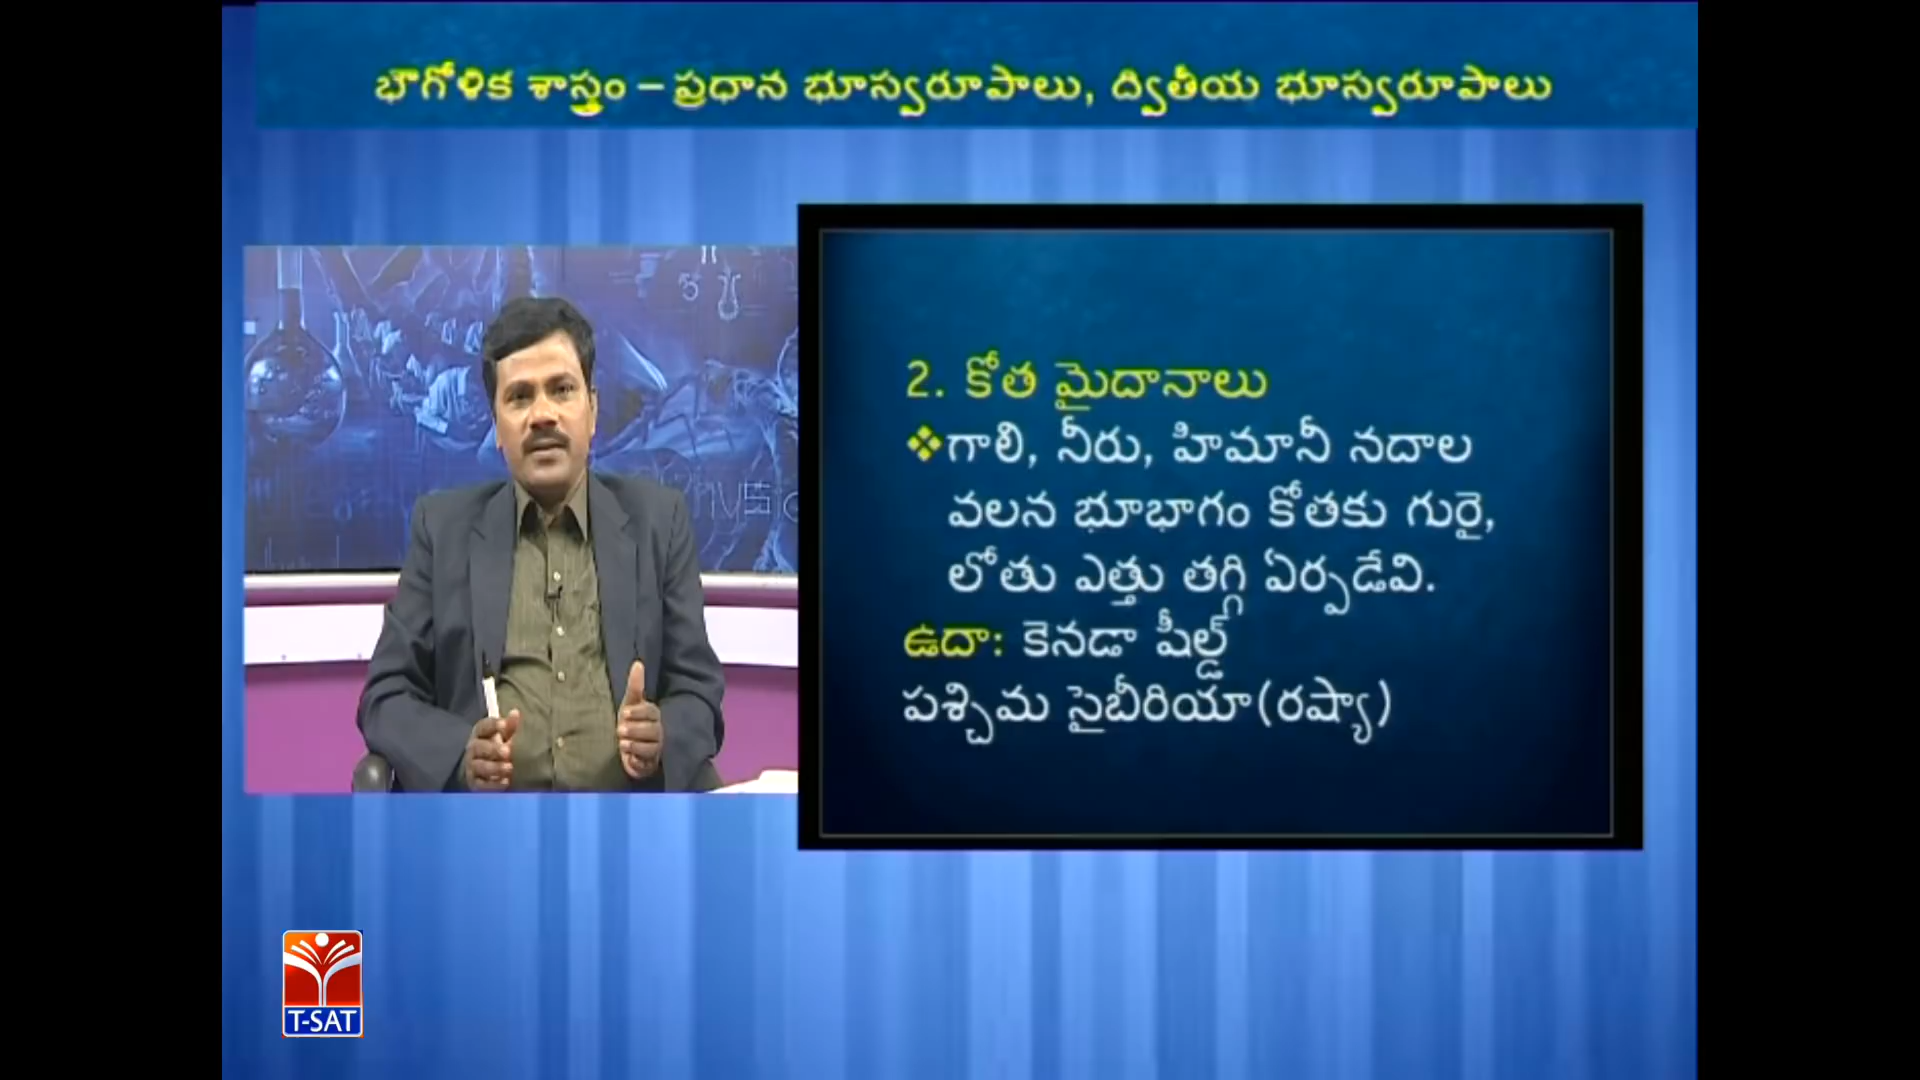 భౌగోళిక శాస్త్రం – ప్రధాన భూస్వరూపాలు, ద్వితీయ భూస్వరూపాలు
2. కోత మైదానాలు
❖గాలి, నీరు, హిమానీ నదాల
వలన భూభాగం కోతకు గురై,
లోతు ఎత్తు తగ్గి ఏర్పడేవి.
ఉదా: కెనడా షీల్డ్
పశ్చిమ సైబీరియా(రష్యా)
T-SAT